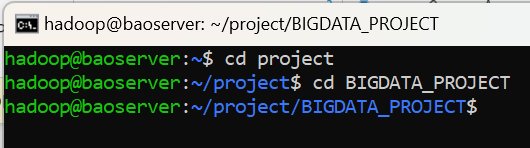 hadoop@baoserver: ~/project/BIGDATA_PROJECT
hadoop@baoserver:~$ cd project
hadoop@baoserver:~/project$ cd BIGDATA_PROJECT
hadoop@baoserver:~/project/BIGDATA_PROJECT$